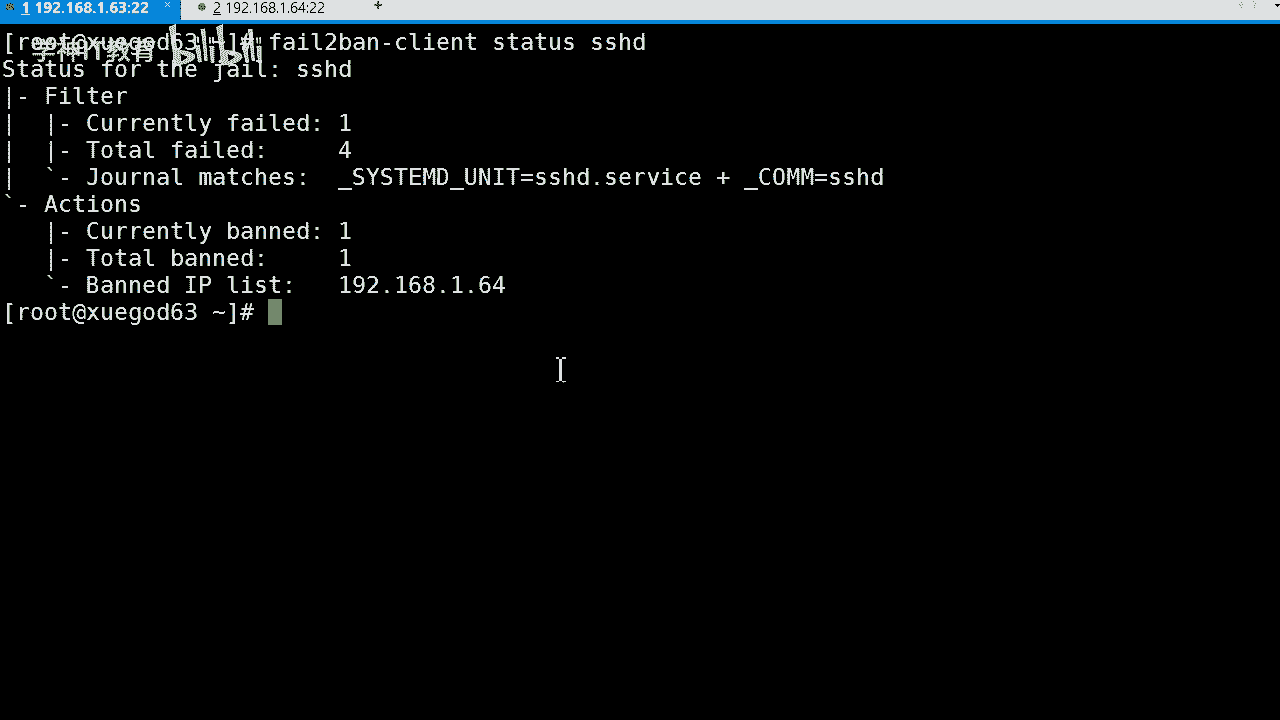 1 192.168.1.63:22 × 2 192.168.1.64:22 +
[root@xuegod63 ~]# fail2ban-client status sshd
学神IT教育 bilibili
Status for the jail: sshd
|- Filter
|  |- Currently failed: 1
|  |- Total failed:     4
|  `- Journal matches:  _SYSTEMD_UNIT=sshd.service + _COMM=sshd
`- Actions
   |- Currently banned: 1
   |- Total banned:     1
   `- Banned IP list:   192.168.1.64
[root@xuegod63 ~]#